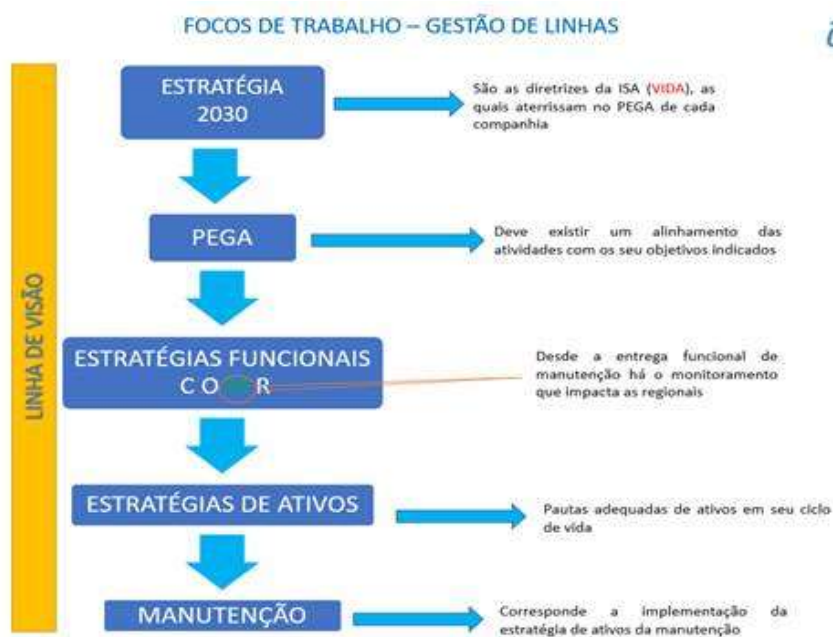 FOCOS DE TRABALHO – GESTÃO DE LINHAS
LINHA DE VISÃO
ESTRATÉGIA
2030
São as diretrizes da ISA (VIDA), as
quais aterrissam no PEGA de cada
companhia
PEGA
Deve existir um alinhamento das
atividades com os seu objetivos indicados
ESTRATÉGIAS FUNCIONAIS
C O R
Desde a entrega funcional de
manutenção há o monitoramento
que impacta as regionais
ESTRATÉGIAS DE ATIVOS
Pautas adequadas de ativos em seu ciclo
de vida
MANUTENÇÃO
Corresponde a implementação da
estratégia de ativos da manutenção